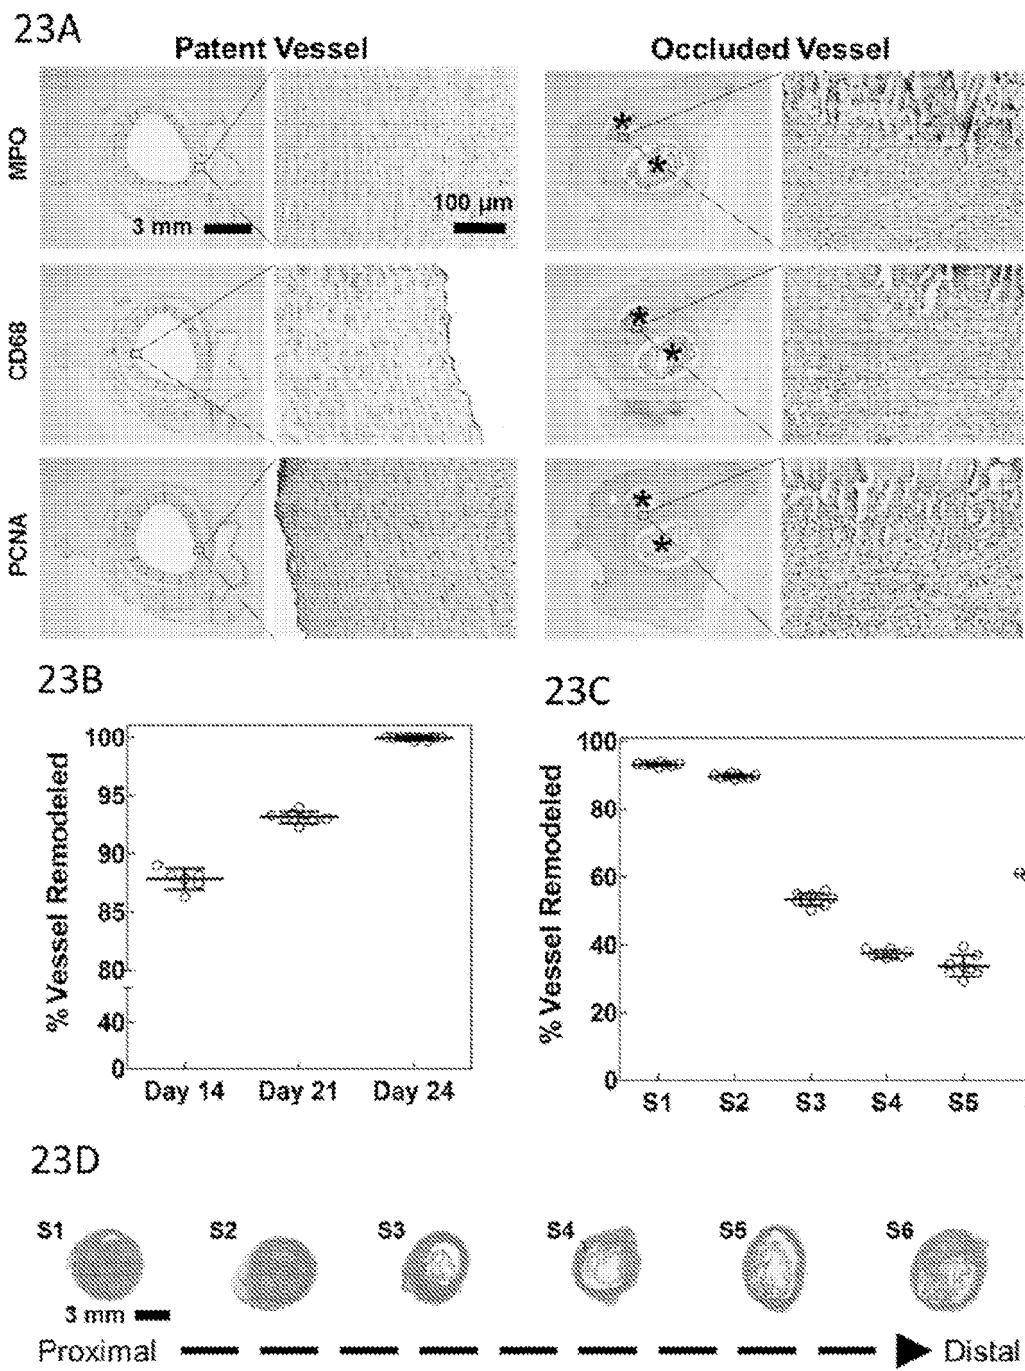 23A
Patent Vessel
Occluded Vessel
MPO
3 mm
100 µm
*
*
CD68
*
*
PCNA
*
*
23B
% Vessel Remodeled
100
95
90
85
80
40
0
Day 14 Day 21 Day 24
23C
% Vessel Remodeled
100
80
60
40
20
0
S1 S2 S3 S4 S5
23D
S1 S2 S3 S4 S5 S6
3 mm
Proximal
Distal